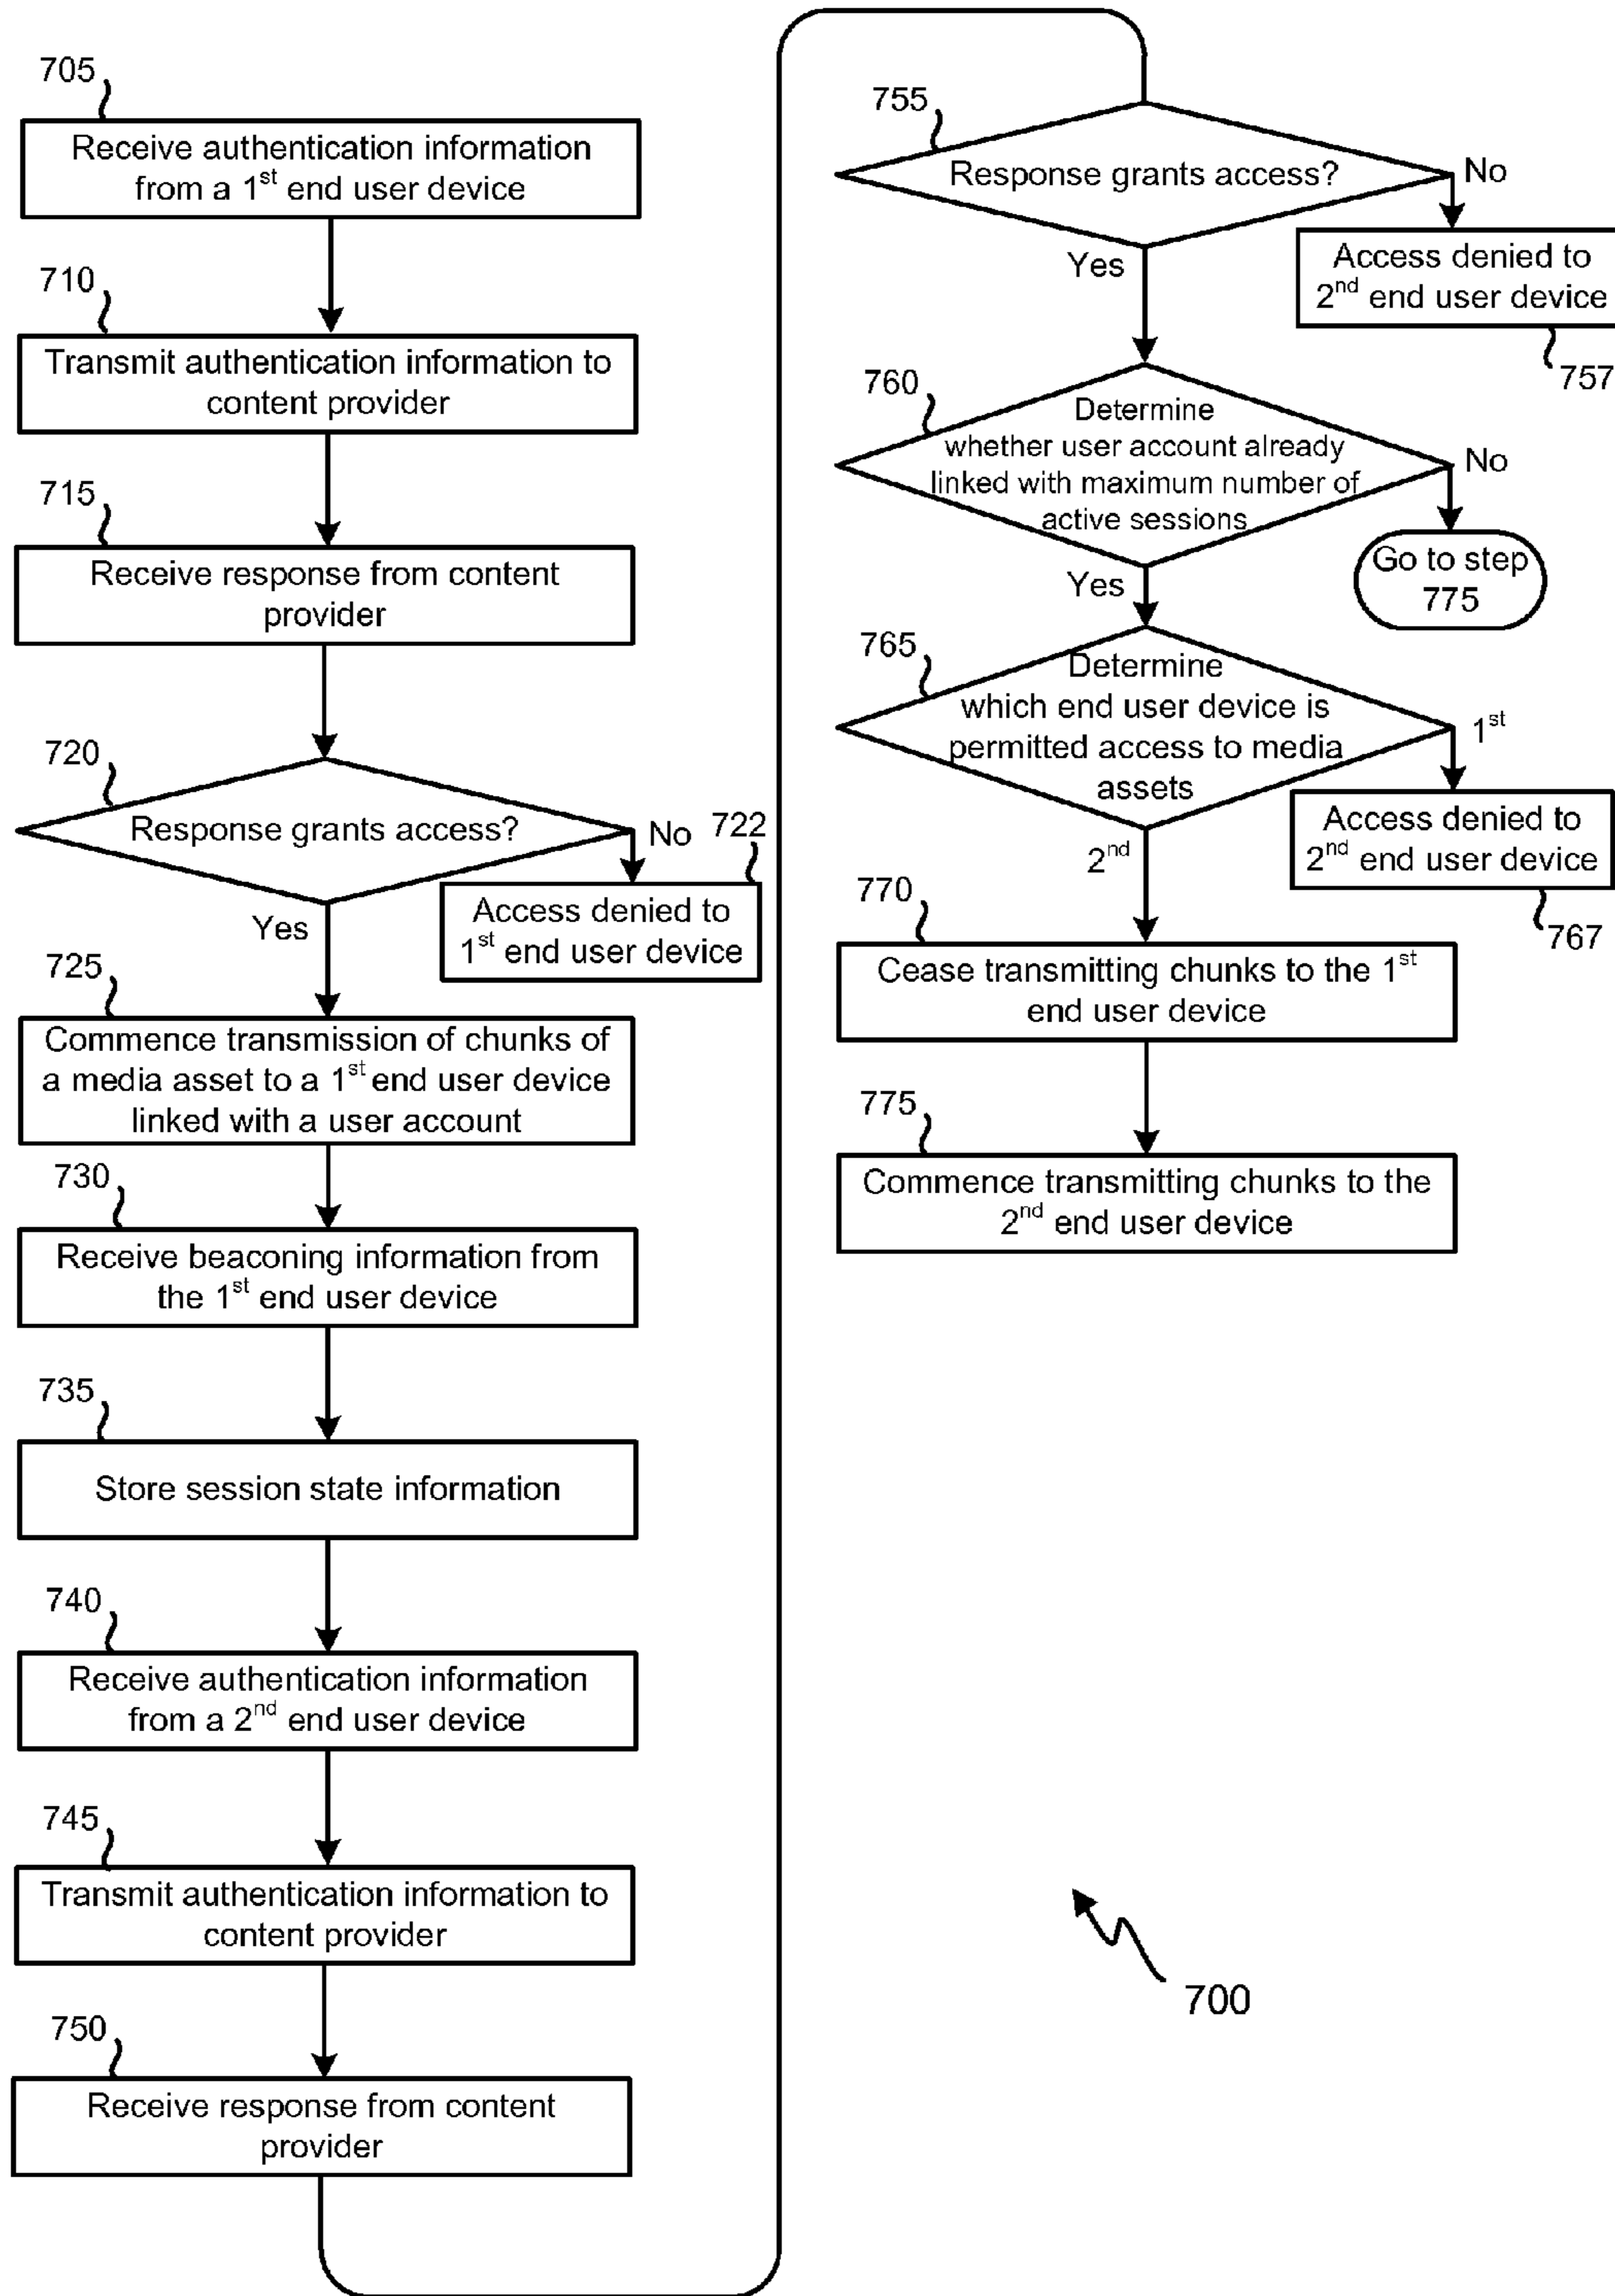 705
Receive authentication information
from a 1st end user device
710
Transmit authentication information to
content provider
715
Receive response from content
provider
720
Response grants access?
No
722
Access denied to
1st end user device
Yes
725
Commence transmission of chunks of
a media asset to a 1st end user device
linked with a user account
730
Receive beaconing information from
the 1st end user device
735
Store session state information
740
Receive authentication information
from a 2nd end user device
745
Transmit authentication information to
content provider
750
Receive response from content
provider
755
Response grants access?
No
Access denied to
2nd end user device
757
Yes
760
Determine
whether user account already
linked with maximum number of
active sessions
No
Go to step
775
Yes
765
Determine
which end user device is
permitted access to media
assets
1st
Access denied to
2nd end user device
767
2nd
770
Cease transmitting chunks to the 1st
end user device
775
Commence transmitting chunks to the
2nd end user device
700